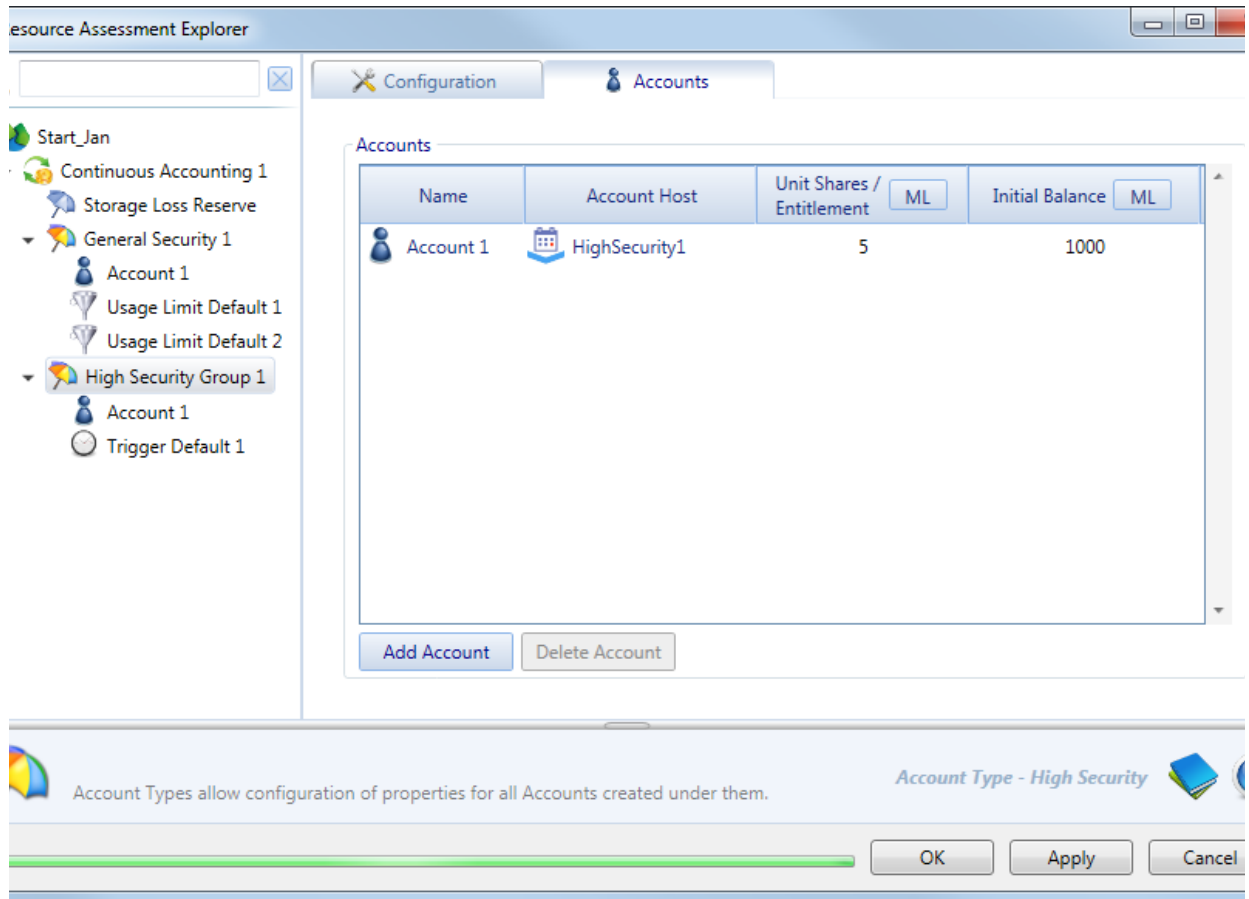 esource Assessment Explorer
Configuration
Accounts
Start_Jan
Continuous Accounting 1
Storage Loss Reserve
General Security 1
Account 1
Usage Limit Default 1
Usage Limit Default 2
High Security Group 1
Account 1
Trigger Default 1
Accounts
Name Account Host Unit Shares / Entitlement ML Initial Balance ML
Account 1 HighSecurity1 5 1000
Add Account Delete Account
Account Types allow configuration of properties for all Accounts created under them.
Account Type - High Security
OK Apply Cancel